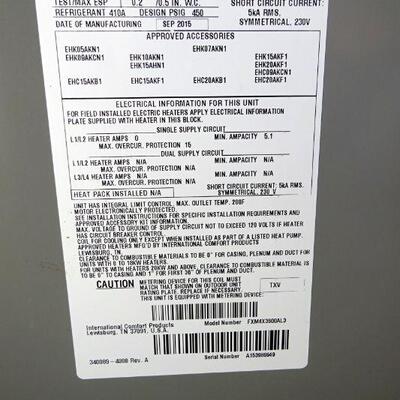 TEST/MAX ESP 0.2 / 0.5 IN. W.C. SHORT CIRCUIT CURRENT:
REFRIGERANT 410A DESIGN PSIG 450 5kA RMS,
DATE OF MANUFACTURE SEP 2015 SYMMETRICAL, 230V
APPROVED ACCESSORIES
EHK05AKN1 EHK07AKN1
EHK09AKCN1 EHK10AKN1 EHK15AKF1
EHK15AHN1 EHC20AKF1
EHC15AKB1 EHC15AKF1 EHC20AKB1
ELECTRICAL INFORMATION FOR THIS UNIT
FOR FIELD INSTALLED ELECTRIC HEATERS APPLY ELECTRICAL INFORMATION
PLATE SUPPLIED WITH HEATER IN THIS BLOCK.
SINGLE SUPPLY CIRCUIT
L1/L2 HEATER AMPS 0 MIN. AMPACITY 5.1
MAX. OVERCUR. PROTECTION 15
DUAL SUPPLY CIRCUIT
L1/L2 HEATER AMPS N/A MIN. AMPACITY N/A
MAX. OVERCUR. PROTECTION N/A
L3/L4 HEATER AMPS N/A MIN. AMPACITY N/A
MAX. OVERCUR. PROTECTION N/A
HEAT PACK INSTALLED N/A SHORT CIRCUIT CURRENT: 5kA RMS,
SYMMETRICAL, 230 V
UNIT HAS INTEGRAL LIMIT CONTROL. MAX. OUTLET TEMP. 200F
MOTOR ELECTRONICALLY PROTECTED.
SEE INSTALLATION INSTRUCTIONS FOR SPECIFIC INSTALLATION REQUIREMENTS AND
APPROVED ACCESSORY KIT INFORMATION.
MAX. VOLTAGE TO GROUND OF SUPPLY CIRCUIT NOT TO EXCEED 120 VOLTS IF HEATER
HAS CIRCUIT BREAKER CONTROL.
COIL FOR COOLING ONLY EXCEPT WHEN INSTALLED AS PART OF A LISTED HEAT PUMP.
APPROVED HEATERS MFG'D BY INTERNATIONAL COMFORT PRODUCTS
LEWISBURG, TN.
CLEARANCE TO COMBUSTIBLE MATERIALS TO BE 0" FOR CASING, PLENUM AND DUCT FOR
UNITS WITH 0 TO 18KW HEATERS.
FOR UNITS WITH HEATERS 20KW AND ABOVE, CLEARANCE TO COMBUSTIBLE MATERIAL IS
TO BE 0" TO CASING AND 1" FOR FIRST 36" OF PLENUM AND DUCT.
CAUTION METERING DEVICE FOR THIS COIL MUST
MATCH THAT SHOWN ON OUTDOOR UNIT
RATING PLATE. SEE INSTALLATION
INSTRUCTIONS. TXV
THIS METERING DEVICE IS
International Comfort Products
Lewisburg, TN 37091, U.S.A. Model Number FXM4X3600AL3
340089-4008 Rev. A Serial Number A153986649